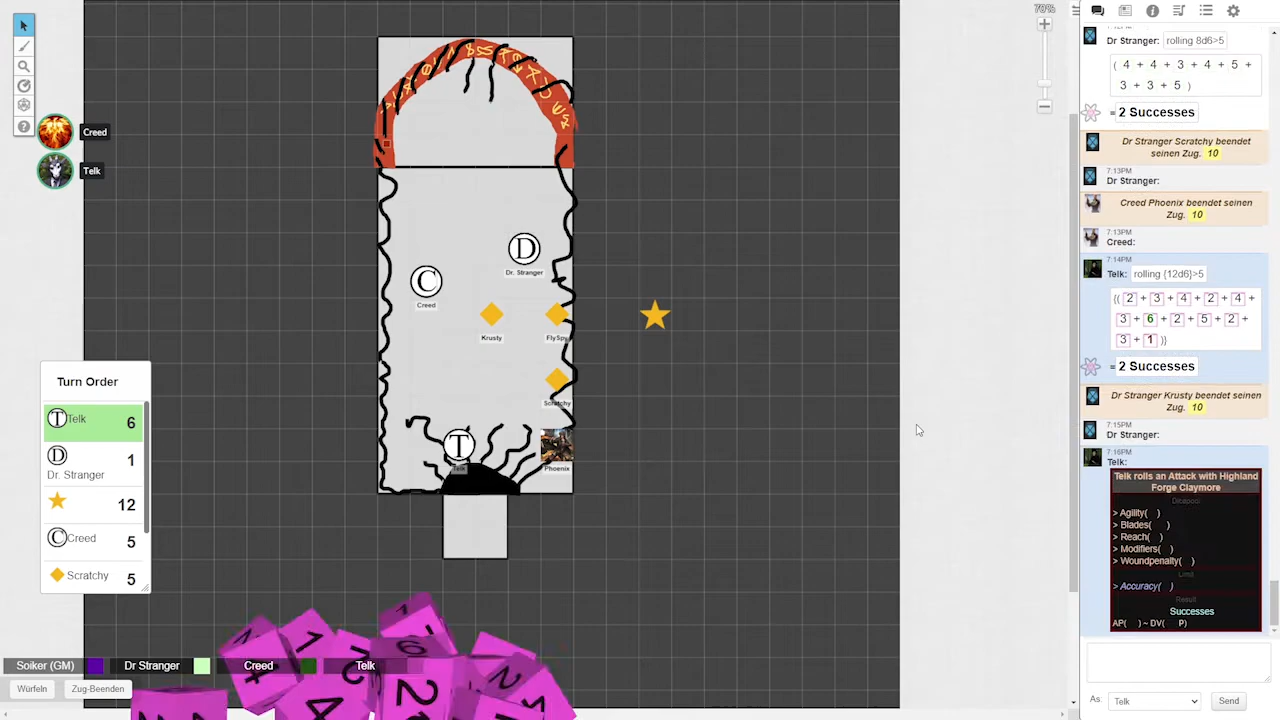 Creed
Telk
Dr. Stranger
Creed
Krusty
FlySpy
Scratchy
T
Telk
Phoenix
C
D
Turn Order
T Telk 6
D 1
Dr. Stranger
12
C Creed 5
Scratchy 5
Soiker (GM)
Dr Stranger
Creed
Telk
Würfeln
Zug-Beenden
70%
Dr Stranger: rolling 8d6>5
( 4 + 4 + 3 + 4 + 5 +
3 + 3 + 5 )
= 2 Successes
Dr Stranger Scratchy beendet
seinen Zug. 10
7:13PM
Dr Stranger:
Creed Phoenix beendet seinen
Zug. 10
7:13PM
Creed:
7:14PM
Telk: rolling {12d6}>5
({ 2 + 3 + 4 + 2 + 4 +
3 + 6 + 2 + 5 + 2 +
3 + 1 })
= 2 Successes
Dr Stranger Krusty beendet
seinen Zug. 10
7:15PM
Dr Stranger:
7:16PM
Telk:
Telk rolls an Attack with Highland
Forge Claymore
Dicepool
> Agility( )
> Blades( )
> Reach( )
> Modifiers( )
> Woundpenalty( )
Limit
> Accuracy( )
Result
Successes
AP( ) ~ DV( P)
As: Telk
Send